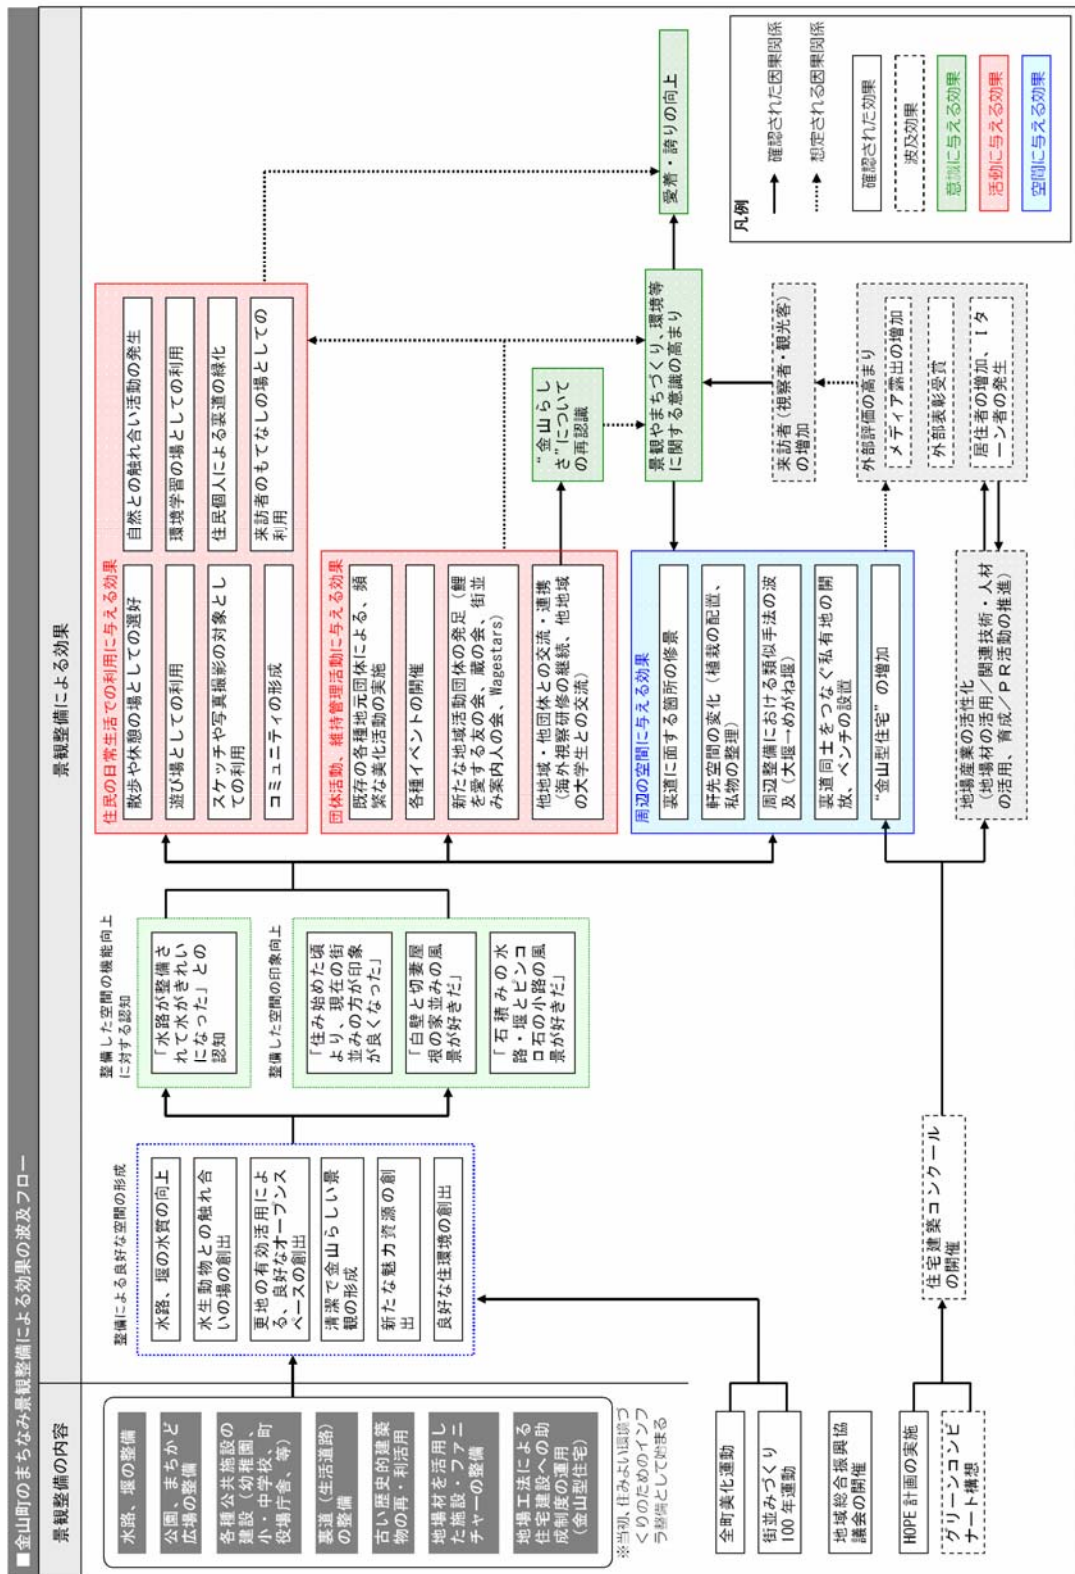 ■金山町のまちなみ景観整備による効果の波及フロー
景観整備の内容
景観整備による効果
水路、堰の整備
公園、まちかど
広場の整備
各種公共施設の
建設（幼稚園、
小・中学校、町
役場庁舎、等）
裏道（生活道路）
の整備
古い歴史的建築
物の再・利活用
地場材を活用し
た施設・ファニ
チャーの整備
地場工法による
住宅建設への助
成制度の運用
（金山型住宅）
※当初、住みよい環境づ
くりのためのインフ
ラ整備として始まる
全町美化運動
街並みづくり
100年運動
地域総合振興協
議会の開催
HOPE計画の実施
グリーンコンビ
ナート構想
整備による良好な空間の形成
水路、堰の水質の向上
水生動物との触れ合
いの場の創出
更地の有効活用によ
る、良好なオープンス
ペースの創出
清潔で金山らしい景
観の形成
新たな魅力資源の創
出
良好な住環境の創出
住宅建築コンクール
の開催
整備した空間の機能向上
に対する認知
「水路が整備さ
れて水がきれい
になった」との
認知
整備した空間の印象向上
「住み始めた頃
より、現在の街
並みの方が印象
が良くなった」
「白壁と切妻屋
根の家並みの風
景が好きだ」
「石積みの水
路・堰とピンコ
ロ石の小路の風
景が好きだ」
住民の日常生活での利用に与える効果
散歩や休憩の場としての選好
遊び場としての利用
スケッチや写真撮影の対象とし
ての利用
コミュニティの形成
自然との触れ合い活動の発生
環境学習の場としての利用
住民個人による裏道の緑化
来訪者のもてなしの場としての
利用
団体活動、維持管理活動に与える効果
既存の各種地元団体による、頻
繁な美化活動の実施
各種イベントの開催
新たな地域活動団体の発足（鯉
を愛する友の会、蔵の会、街並
み案内人の会、Wagestars）
他地域・他団体との交流・連携
（海外視察研修の継続、他地域
の大学生との交流）
周辺の空間に与える効果
裏道に面する箇所の修景
軒先空間の変化（植栽の配置、
私物の整理）
周辺整備における類似手法の波
及（大堰→めがね堰）
裏道同士をつなぐ私有地の開
放、ベンチの設置
“金山型住宅”の増加
地場産業の活性化
（地場材の活用／関連技術・人材
の活用、育成／PR活動の推進）
“金山らし
さ”について
の再認識
景観やまちづくり、環境等
に関する意識の高まり
愛着・誇りの向上
来訪者（視察者・観光客）
の増加
外部評価の高まり
メディア露出の増加
外部表彰受賞
居住者の増加、Iタ
ーン者の発生
凡例
確認された因果関係
想定される因果関係
確認された効果
波及効果
意識に与える効果
活動に与える効果
空間に与える効果